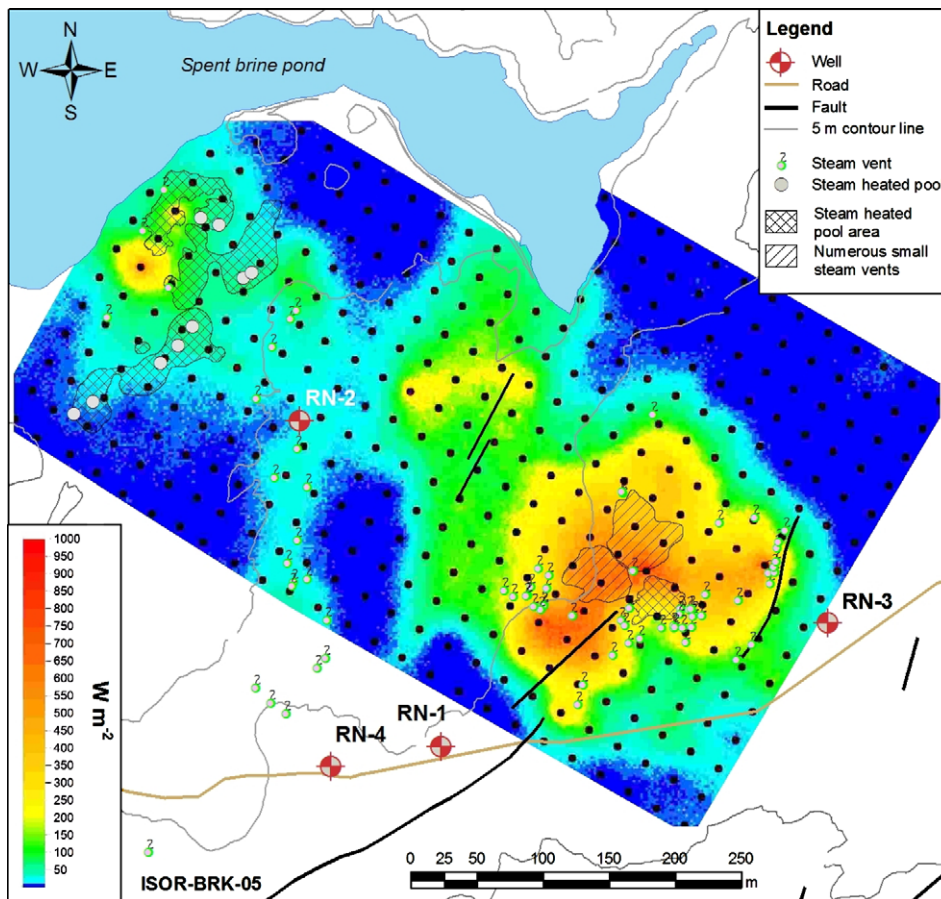 N
W E
S
Spent brine pond
Legend
Well
Road
Fault
5 m contour line
Steam vent
Steam heated pool
Steam heated
pool area
Numerous small
steam vents
RN-2
RN-3
RN-1
RN-4
W m-2
1000
950
900
850
800
750
700
650
600
550
500
450
400
350
300
250
200
150
100
50
0 25 50 100 150 200 250
m
ISOR-BRK-05